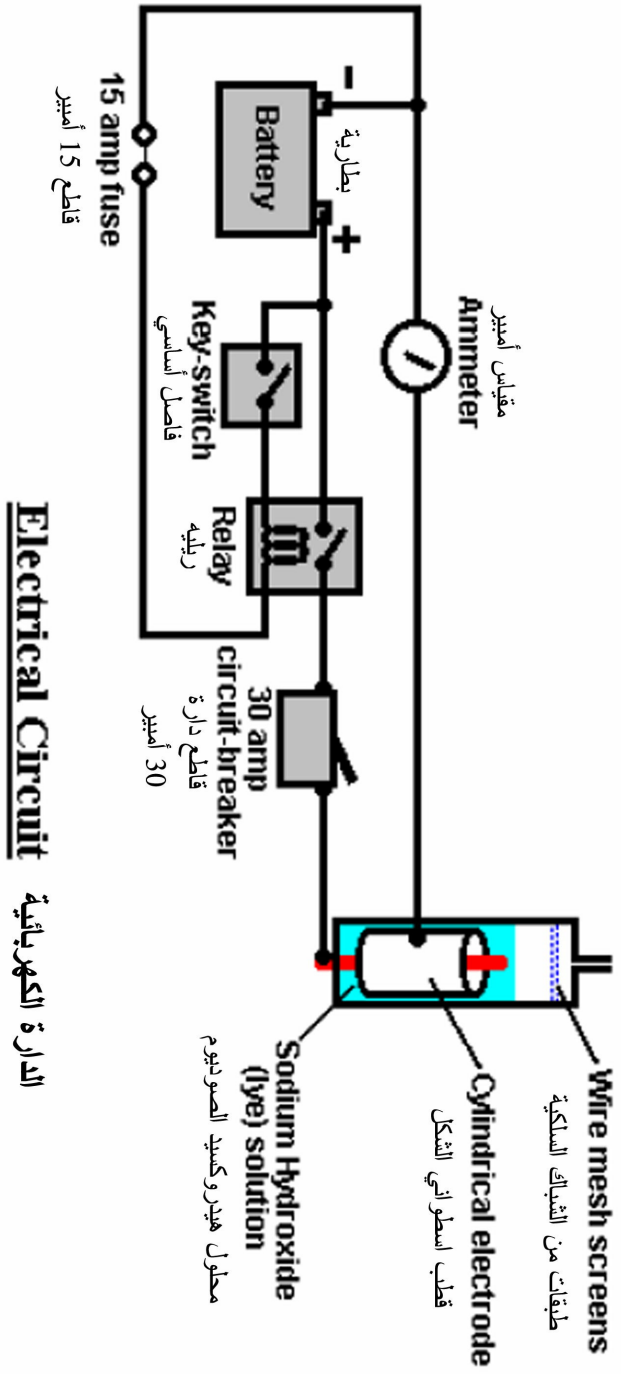 Wire mesh screens
طبقات من الشباك السلكية
Ammeter
مقياس أمبير
Cylindrical electrode
قطب اسطواني الشكل
-
+
بطارية
Battery
Sodium Hydroxide
(lye) solution
محلول هيدروكسيد الصوديوم
Key-switch
فاصل أساسي
Relay
ريليه
30 amp
circuit-breaker
قاطع دارة
30 أمبير
15 amp fuse
قاطع 15 أمبير
Electrical Circuit الدارة الكهربائية